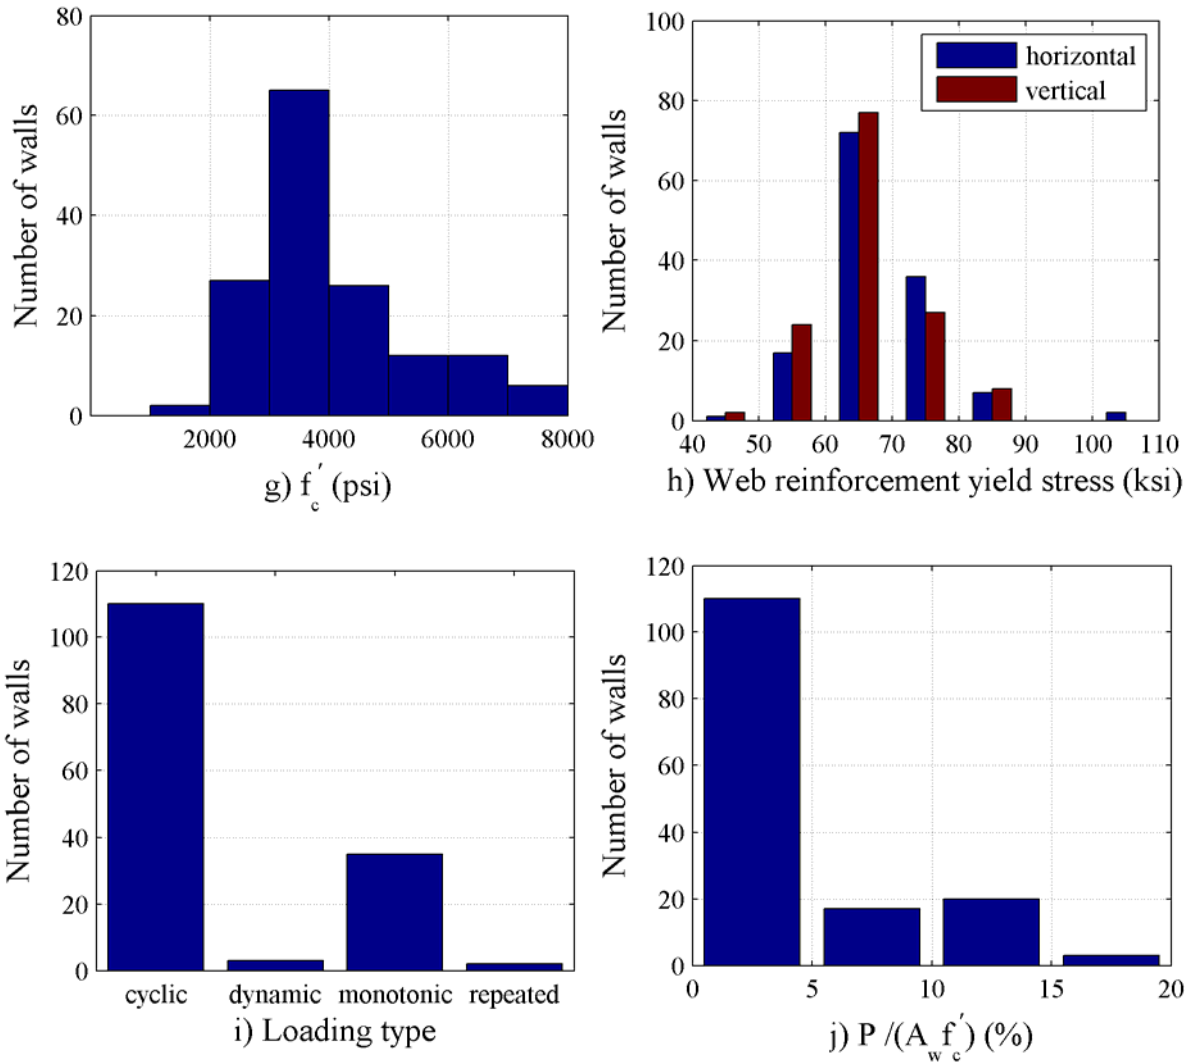 80
60
40
20
0
Number of walls
2000 4000 6000 8000
g) f'c (psi)
100
80
60
40
20
0
Number of walls
horizontal
vertical
40 50 60 70 80 90 100 110
h) Web reinforcement yield stress (ksi)
120
100
80
60
40
20
0
Number of walls
cyclic dynamic monotonic repeated
i) Loading type
120
100
80
60
40
20
0
Number of walls
0 5 10 15 20
j) P /(Aw f'c) (%)